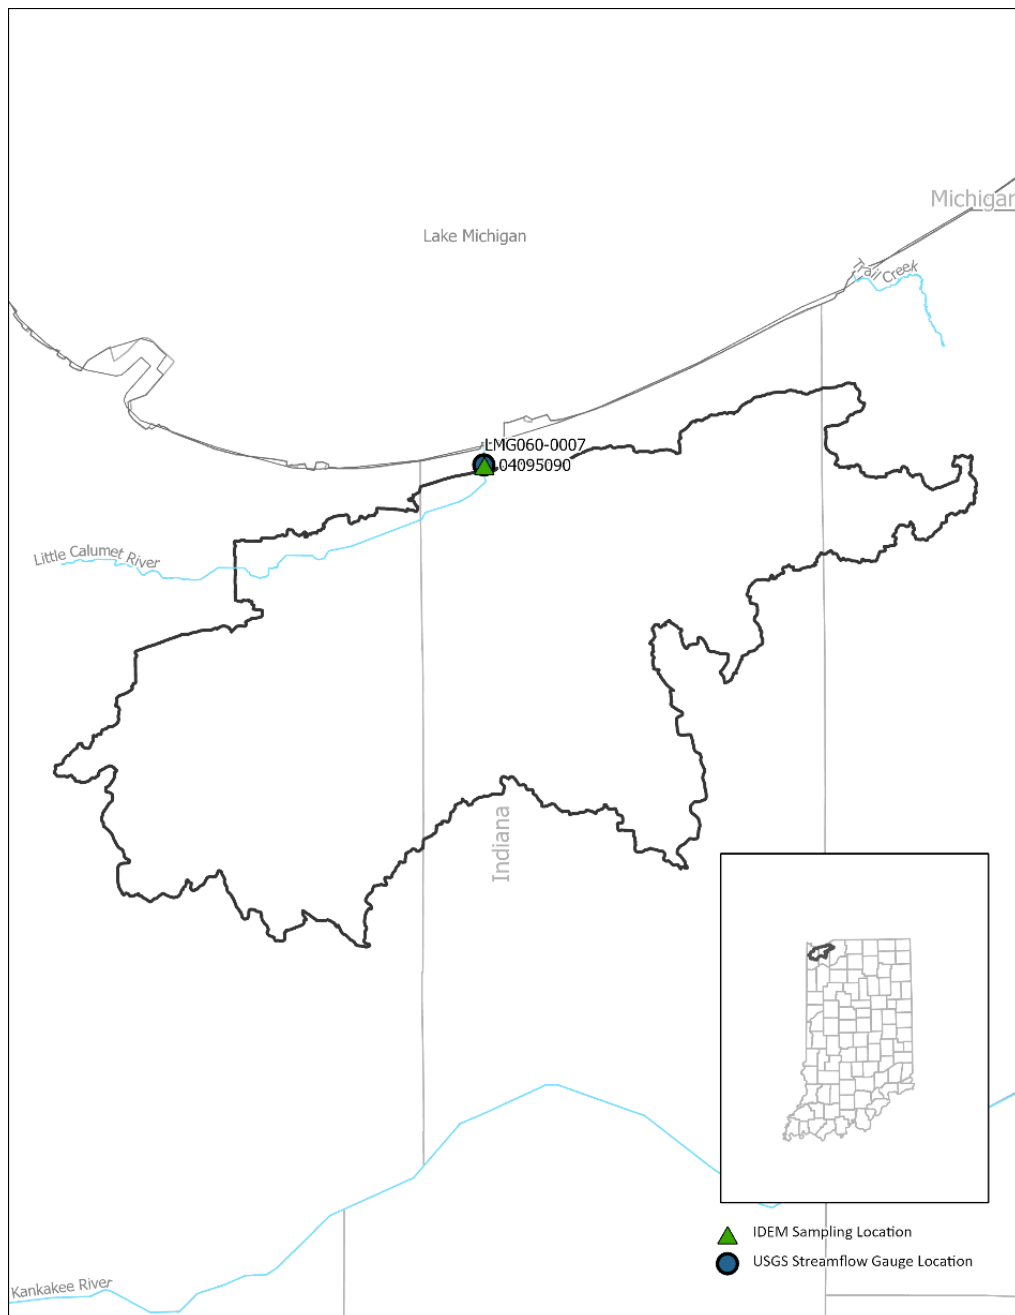 Michigan
Lake Michigan
Trail Creek
LMG060-0007
04095090
Little Calumet River
Indiana
IDEM Sampling Location
USGS Streamflow Gauge Location
Kankakee River